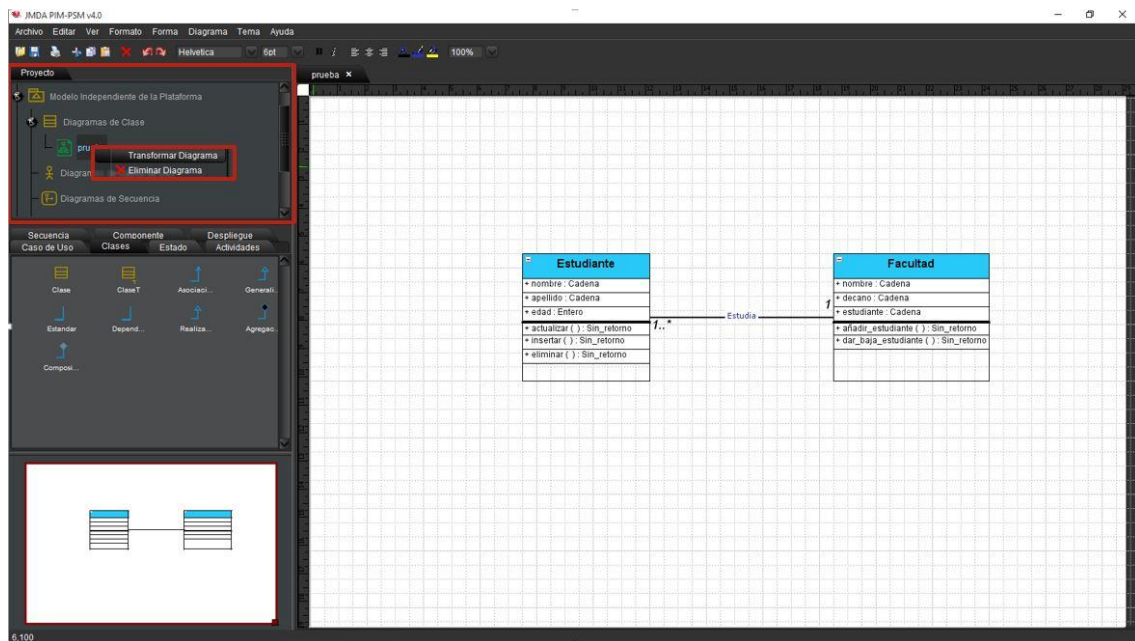 JMDA PIM-PSM v4.0
Archivo Editar Ver Formato Forma Diagrama Tema Ayuda
Helvetica 6pt N i 100%
Proyecto
Modelo Independiente de la Plataforma
Diagramas de Clase
pru
Transformar Diagrama
Eliminar Diagrama
Diagran
Diagramas de Secuencia
Secuencia Componente Despliegue
Caso de Uso Clases Estado Actividades
Clase ClaseT Asociaci... Generali..
Estandar Depend... Realiza... Agregac..
Composi...
6.100
prueba ×
Estudiante
+ nombre : Cadena
+ apellido : Cadena
+ edad : Entero
+ actualizar ( ) : Sin_retorno
+ insertar ( ) : Sin_retorno
+ eliminar ( ) : Sin_retorno
1..*
Estudia
1
Facultad
+ nombre : Cadena
+ decano : Cadena
+ estudiante : Cadena
+ añadir_estudiante ( ) : Sin_retorno
+ dar_baja_estudiante ( ) : Sin_retorno